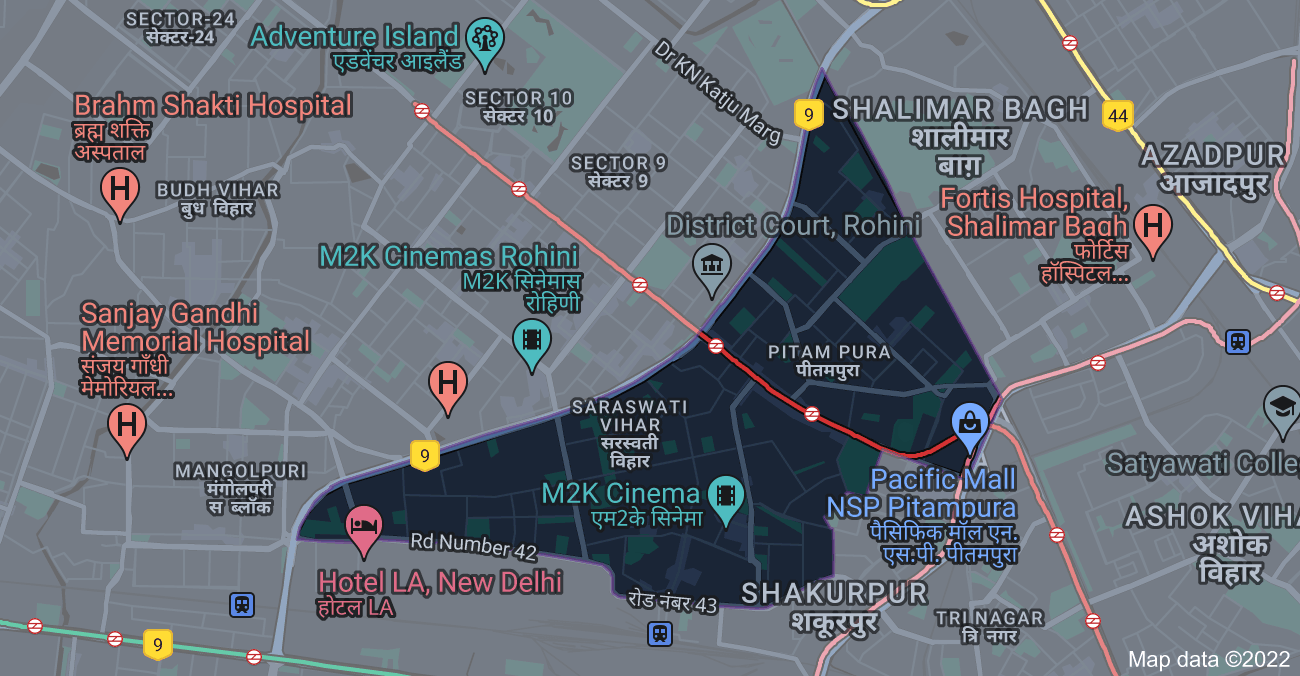 SECTOR-24
सेक्टर-24
Adventure Island
एडवेंचर आइलैंड
SECTOR 10
सेक्टर 10
Dr KN Katju Marg
9
SHALIMAR BAGH
शालीमार
बाग़
44
AZADPUR
आजादपुर
Brahm Shakti Hospital
ब्रह्म शक्ति
अस्पताल
H
BUDH VIHAR
बुध विहार
SECTOR 9
सेक्टर 9
Fortis Hospital,
Shalimar Bagh
फोर्टिस
हॉस्पिटल...
H
District Court, Rohini
M2K Cinemas Rohini
M2K सिनेमास
रोहिणी
Sanjay Gandhi
Memorial Hospital
संजय गाँधी
मेमोरियल...
H
H
PITAM PURA
पीतमपुरा
SARASWATI
VIHAR
सरस्वती
विहार
9
MANGOLPURI
मंगोलपुरी
स ब्लॉक
M2K Cinema
एम2के सिनेमा
Pacific Mall
NSP Pitampura
पैसिफिक मॉल एन.
एस.पी. पीतमपुरा
Satyawati Colleg
ASHOK VIHA
अशोक
विहार
Rd Number 42
Hotel LA, New Delhi
होटल LA
रोड नंबर 43
SHAKURPUR
शकूरपुर
TRI NAGAR
त्रि नगर
9
Map data ©2022